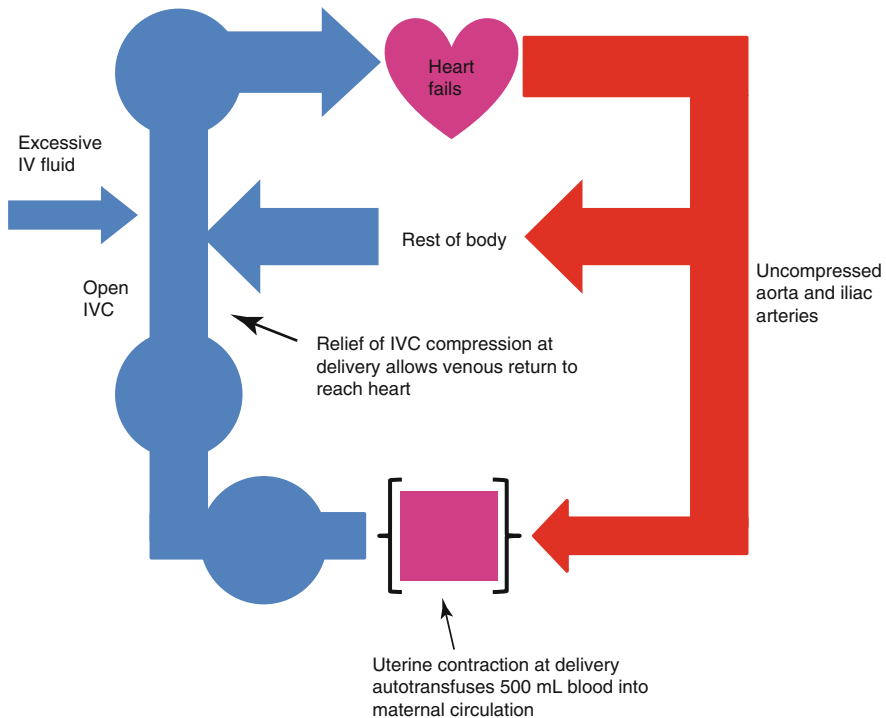 Heart
fails
Excessive
IV fluid
Rest of body
Open
IVC
Uncompressed
aorta and iliac
arteries
Relief of IVC compression at
delivery allows venous return to
reach heart
Uterine contraction at delivery
autotransfuses 500 mL blood into
maternal circulation